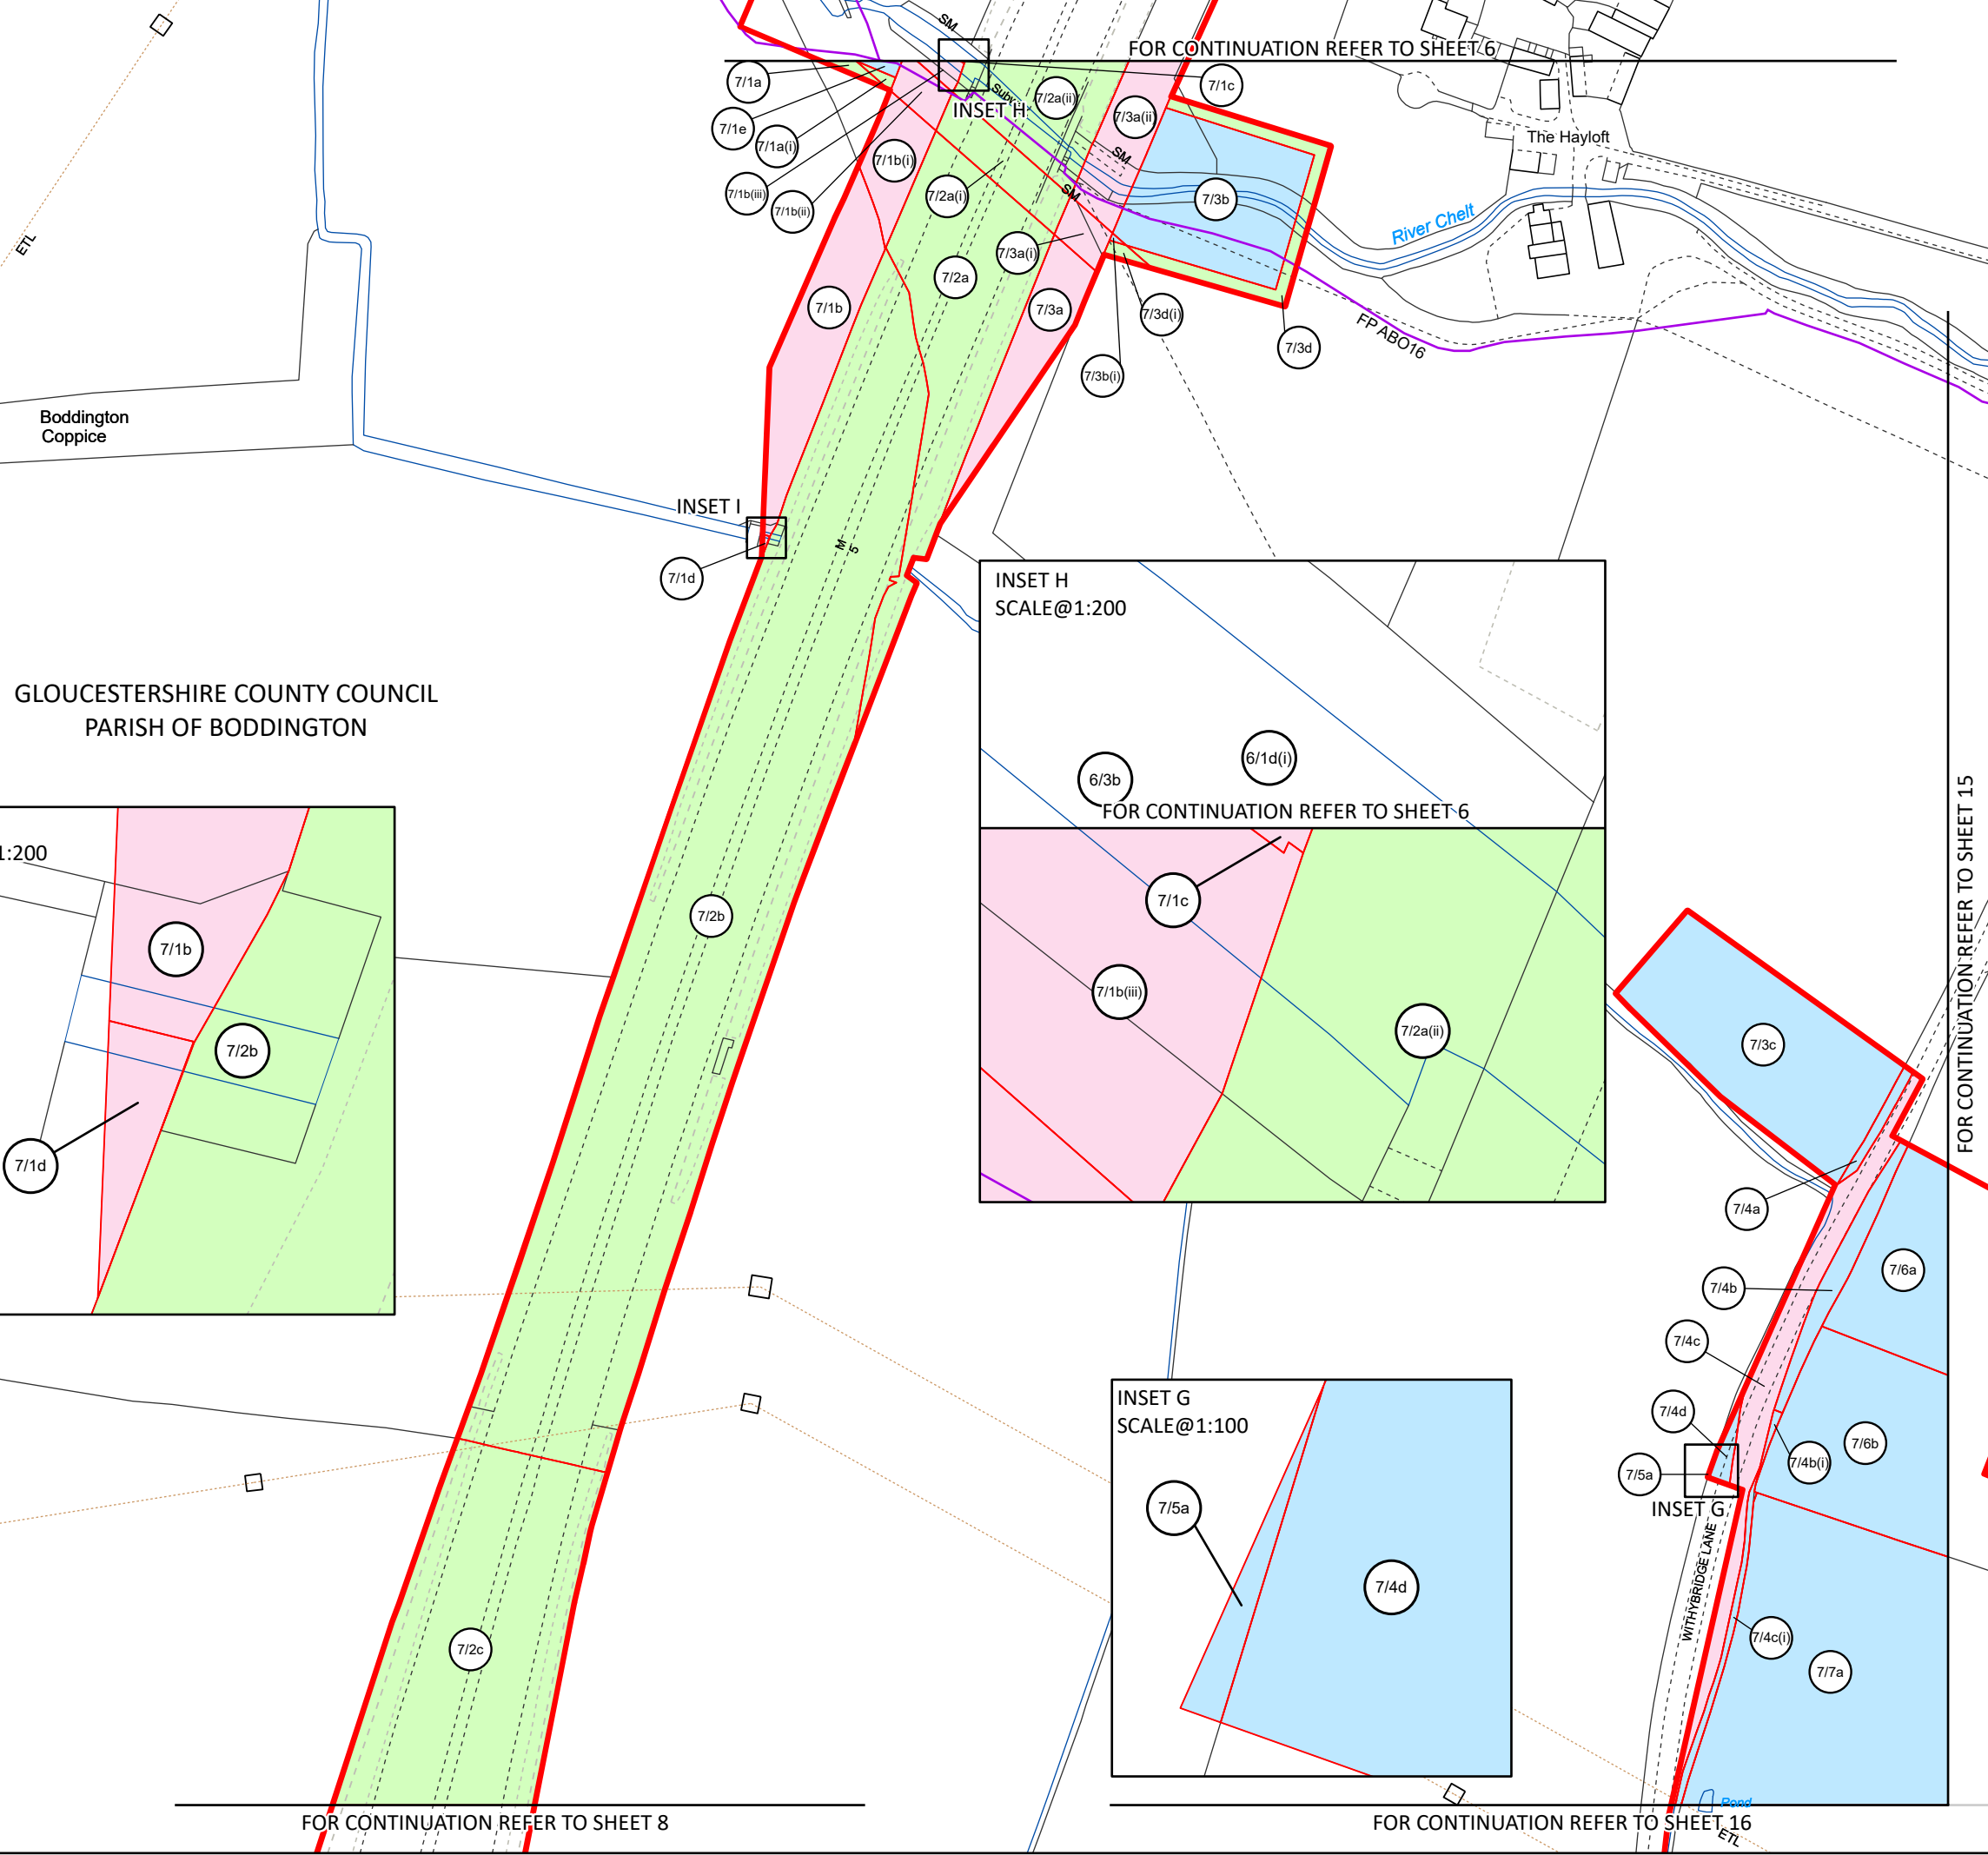 SM
FOR CONTINUATION REFER TO SHEET 6
7/1a
7/1c
7/2a(ii)
INSET H
7/3a(ii)
7/1e
7/1a(i)
The Hayloft
SM
7/1b(i)
7/1b(iii)
7/1b(ii)
7/2a(i)
SM
7/3b
River Chelt
ETL
7/3a(i)
7/2a
7/1b
7/3a
7/3d(i)
FP ABO16
7/3d
7/3b(i)
Boddington
Coppice
INSET I
M
5
7/1d
INSET H
SCALE@1:200
GLOUCESTERSHIRE COUNTY COUNCIL
PARISH OF BODDINGTON
6/3b
6/1d(i)
FOR CONTINUATION REFER TO SHEET 6
FOR CONTINUATION REFER TO SHEET 15
1:200
7/1c
7/2b
7/1b
7/1b(iii)
7/2a(ii)
7/2b
7/3c
7/1d
7/4a
7/6a
7/4b
7/4c
INSET G
SCALE@1:100
7/4d
7/6b
7/4b(i)
7/5a
7/5a
INSET G
WITHYBRIDGE LANE
7/4d
7/4c(i)
7/2c
7/7a
Pond
FOR CONTINUATION REFER TO SHEET 8
FOR CONTINUATION REFER TO SHEET 16
ETL